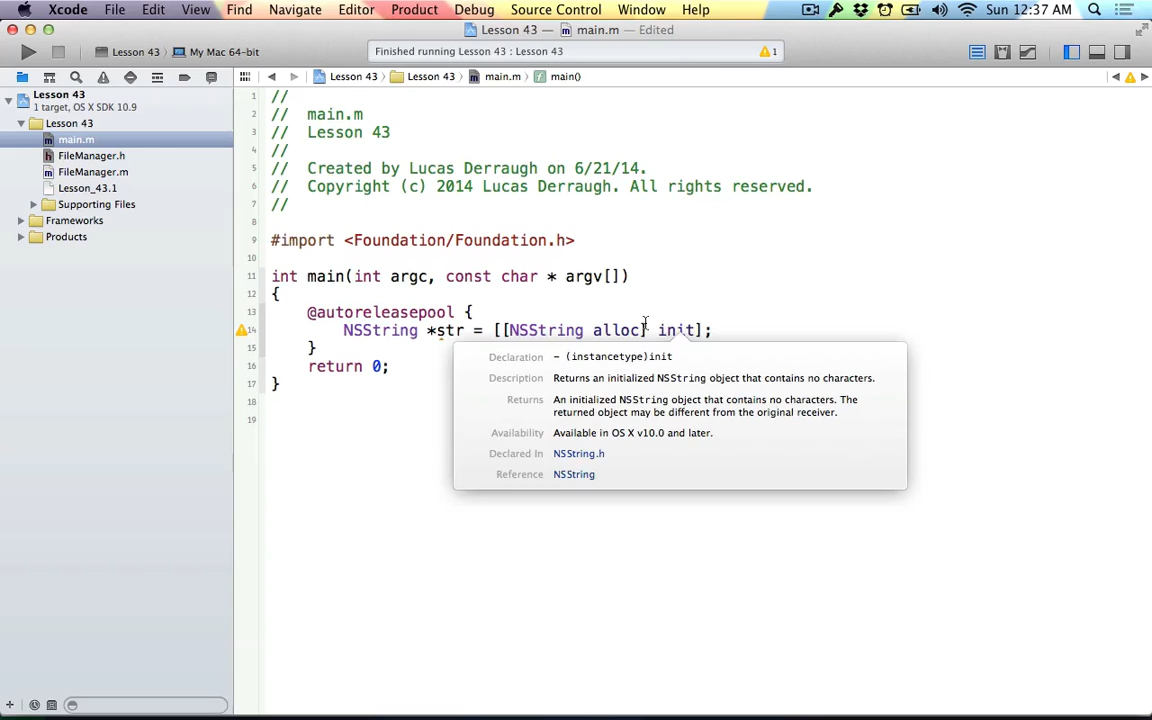 Xcode File Edit View Find Navigate Editor Product Debug Source Control Window Help Sun 12:37 AM
Lesson 43 — main.m — Edited
Lesson 43 My Mac 64-bit Finished running Lesson 43 : Lesson 43 1
Lesson 43 Lesson 43 main.m main()
Lesson 43
1 target, OS X SDK 10.9
Lesson 43
main.m
FileManager.h
FileManager.m
Lesson_43.1
Supporting Files
Frameworks
Products
1 //
2 // main.m
3 // Lesson 43
4 //
5 // Created by Lucas Derraugh on 6/21/14.
6 // Copyright (c) 2014 Lucas Derraugh. All rights reserved.
7 //
8
9 #import <Foundation/Foundation.h>
10
11 int main(int argc, const char * argv[])
12 {
13 @autoreleasepool {
14 NSString *str = [[NSString alloc] init];
15 }
16 return 0;
17 }
18
19
Declaration - (instancetype)init
Description Returns an initialized NSString object that contains no characters.
Returns An initialized NSString object that contains no characters. The
returned object may be different from the original receiver.
Availability Available in OS X v10.0 and later.
Declared In NSString.h
Reference NSString